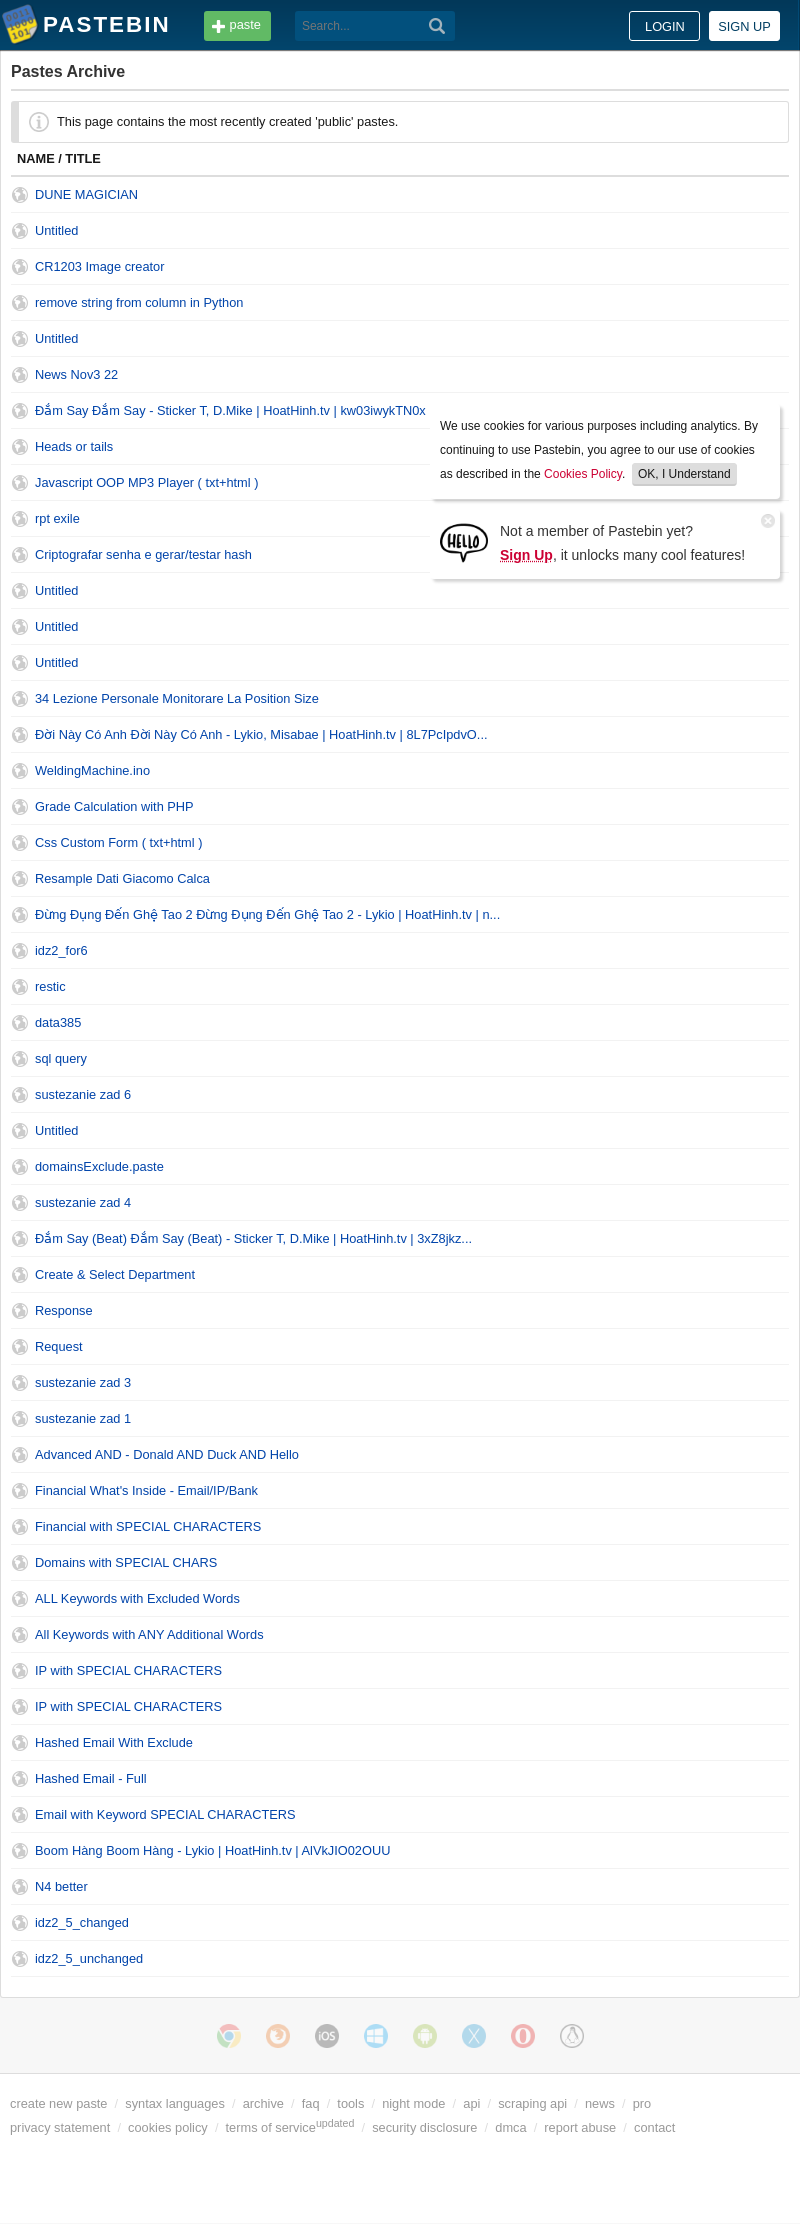 PASTEBIN
paste
Search...
LOGIN
SIGN UP
Pastes Archive
This page contains the most recently created 'public' pastes.
NAME / TITLE
DUNE MAGICIAN
Untitled
CR1203 Image creator
remove string from column in Python
Untitled
News Nov3 22
Đắm Say Đắm Say - Sticker T, D.Mike | HoatHinh.tv | kw03iwykTN0x
Heads or tails
Javascript OOP MP3 Player ( txt+html )
rpt exile
Criptografar senha e gerar/testar hash
We use cookies for various purposes including analytics. By
continuing to use Pastebin, you agree to our use of cookies
as described in the Cookies Policy. OK, I Understand
HELLO
Not a member of Pastebin yet?
Sign Up, it unlocks many cool features!
Untitled
Untitled
Untitled
34 Lezione Personale Monitorare La Position Size
Đời Này Có Anh Đời Này Có Anh - Lykio, Misabae | HoatHinh.tv | 8L7PcIpdvO...
WeldingMachine.ino
Grade Calculation with PHP
Css Custom Form ( txt+html )
Resample Dati Giacomo Calca
Đừng Đụng Đến Ghệ Tao 2 Đừng Đụng Đến Ghệ Tao 2 - Lykio | HoatHinh.tv | n...
idz2_for6
restic
data385
sql query
sustezanie zad 6
Untitled
domainsExclude.paste
sustezanie zad 4
Đắm Say (Beat) Đắm Say (Beat) - Sticker T, D.Mike | HoatHinh.tv | 3xZ8jkz...
Create & Select Department
Response
Request
sustezanie zad 3
sustezanie zad 1
Advanced AND - Donald AND Duck AND Hello
Financial What's Inside - Email/IP/Bank
Financial with SPECIAL CHARACTERS
Domains with SPECIAL CHARS
ALL Keywords with Excluded Words
All Keywords with ANY Additional Words
IP with SPECIAL CHARACTERS
IP with SPECIAL CHARACTERS
Hashed Email With Exclude
Hashed Email - Full
Email with Keyword SPECIAL CHARACTERS
Boom Hàng Boom Hàng - Lykio | HoatHinh.tv | AlVkJIO02OUU
N4 better
idz2_5_changed
idz2_5_unchanged
iOS
create new paste / syntax languages / archive / faq / tools / night mode / api / scraping api / news / pro
privacy statement / cookies policy / terms of service updated / security disclosure / dmca / report abuse / contact